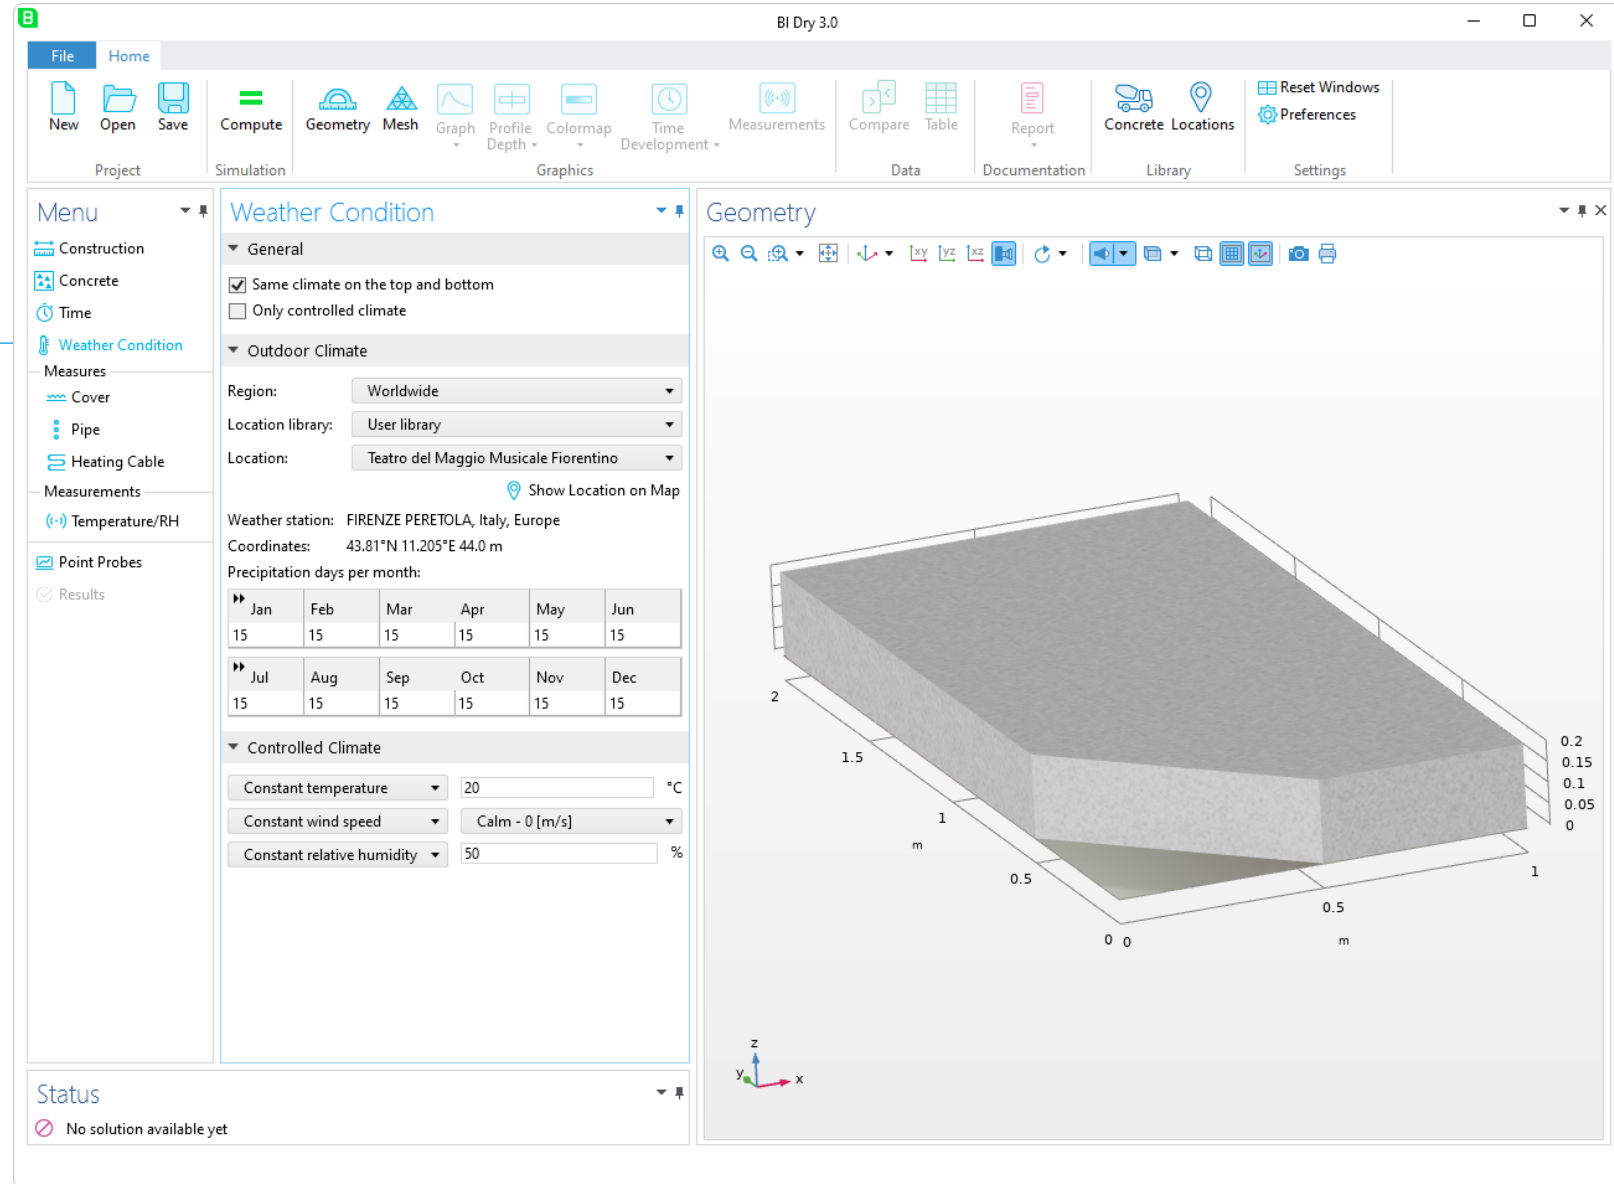 B
BI Dry 3.0
File Home
New Open Save Compute Geometry Mesh Graph Profile Depth Colormap Time Development Measurements Compare Table Report Concrete Locations Reset Windows
Preferences
Project Simulation Graphics Data Documentation Library Settings
Menu
Construction
Concrete
Time
Weather Condition
Measures
Cover
Pipe
Heating Cable
Measurements
Temperature/RH
Point Probes
Results
Weather Condition
General
Same climate on the top and bottom
Only controlled climate
Outdoor Climate
Region: Worldwide
Location library: User library
Location: Teatro del Maggio Musicale Fiorentino
Show Location on Map
Weather station: FIRENZE PERETOLA, Italy, Europe
Coordinates: 43.81°N 11.205°E 44.0 m
Precipitation days per month:
Jan Feb Mar Apr May Jun
15 15 15 15 15 15
Jul Aug Sep Oct Nov Dec
15 15 15 15 15 15
Controlled Climate
Constant temperature 20 °C
Constant wind speed Calm - 0 [m/s]
Constant relative humidity 50 %
Geometry
xy yz xz
2
1.5
1
m
0.5
0 0
0.5
m
1
0.2
0.15
0.1
0.05
0
z
y x
Status
No solution available yet